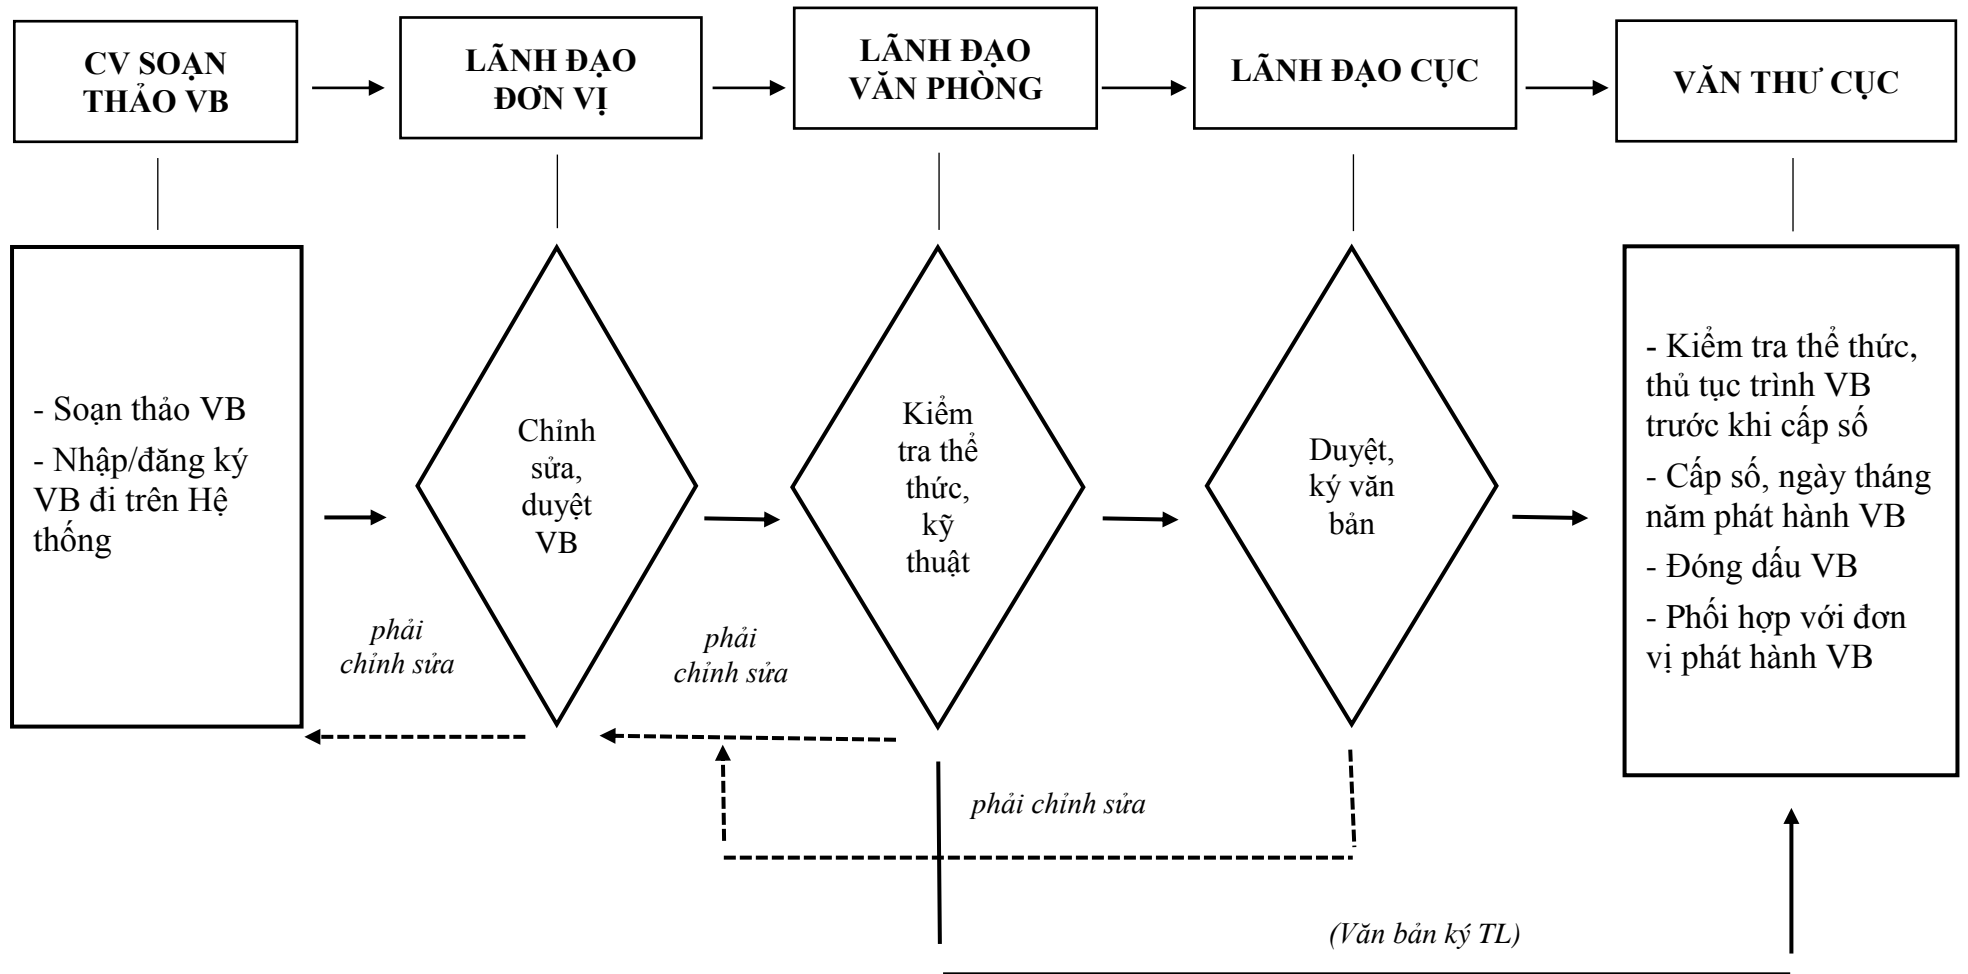 CV SOẠN
THẢO VB
LÃNH ĐẠO
ĐƠN VỊ
LÃNH ĐẠO
VĂN PHÒNG
LÃNH ĐẠO CỤC
VĂN THƯ CỤC
- Soạn thảo VB
- Nhập/đăng ký
VB đi trên Hệ
thống
Chỉnh
sửa,
duyệt
VB
Kiểm
tra thể
thức,
kỹ
thuật
Duyệt,
ký văn
bản
- Kiểm tra thể thức,
thủ tục trình VB
trước khi cấp số
- Cấp số, ngày tháng
năm phát hành VB
- Đóng dấu VB
- Phối hợp với đơn
vị phát hành VB
phải
chỉnh sửa
phải
chỉnh sửa
phải chỉnh sửa
(Văn bản ký TL)